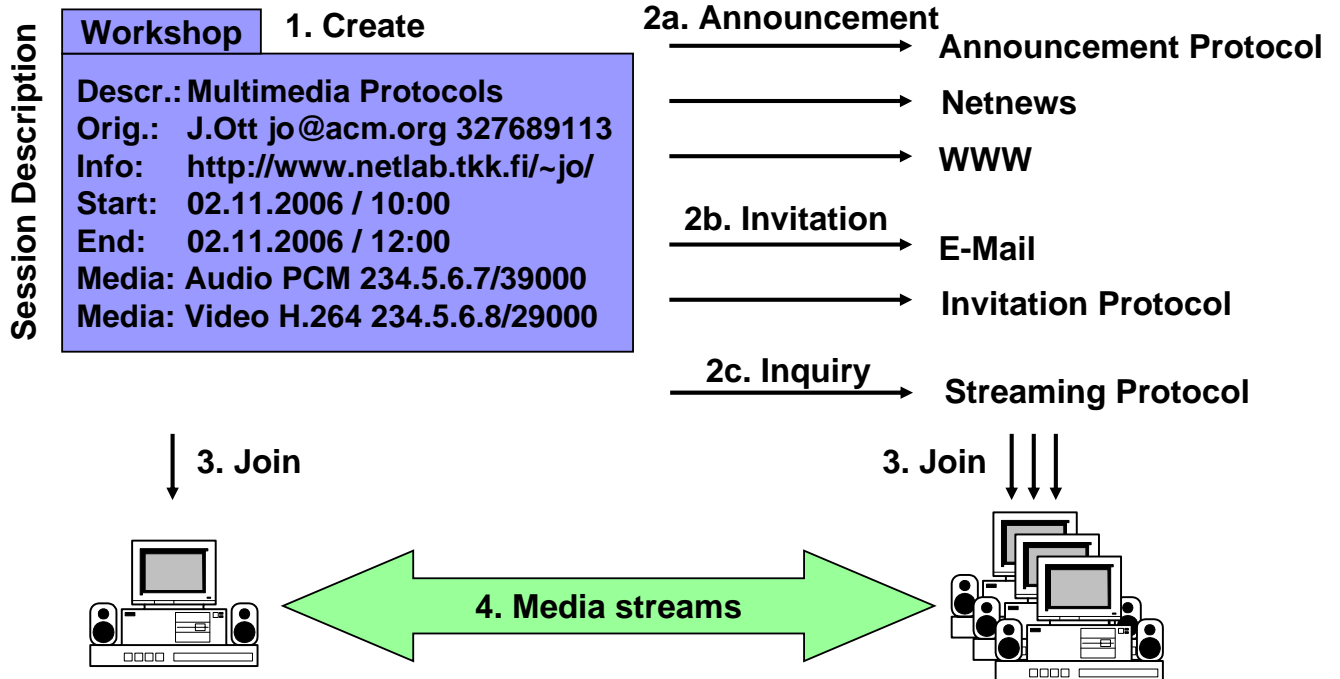 Session Description
Workshop
1. Create
Descr.: Multimedia Protocols
Orig.: J.Ott jo@acm.org 327689113
Info: http://www.netlab.tkk.fi/~jo/
Start: 02.11.2006 / 10:00
End: 02.11.2006 / 12:00
Media: Audio PCM 234.5.6.7/39000
Media: Video H.264 234.5.6.8/29000
2a. Announcement
Announcement Protocol
Netnews
WWW
2b. Invitation
E-Mail
Invitation Protocol
2c. Inquiry
Streaming Protocol
3. Join
3. Join
4. Media streams